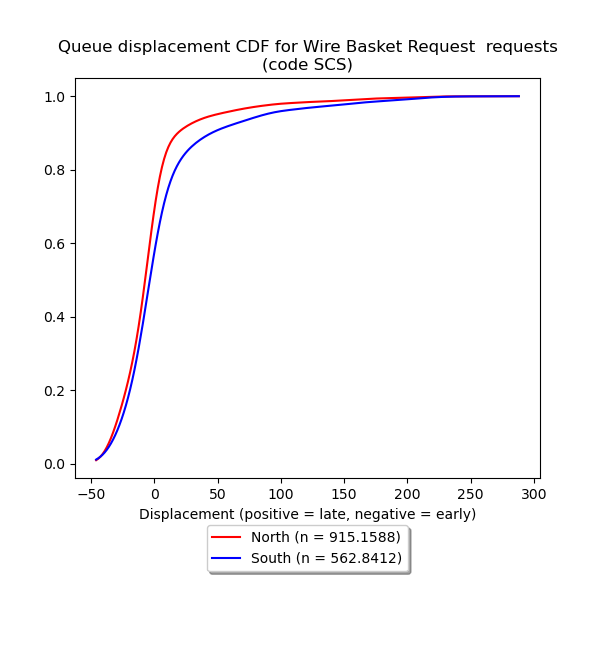 Queue displacement CDF for Wire Basket Request  requests
(code SCS)
1.0
0.8
0.6
0.4
0.2
0.0
−50 0 50 100 150 200 250 300
Displacement (positive = late, negative = early)
North (n = 915.1588)
South (n = 562.8412)